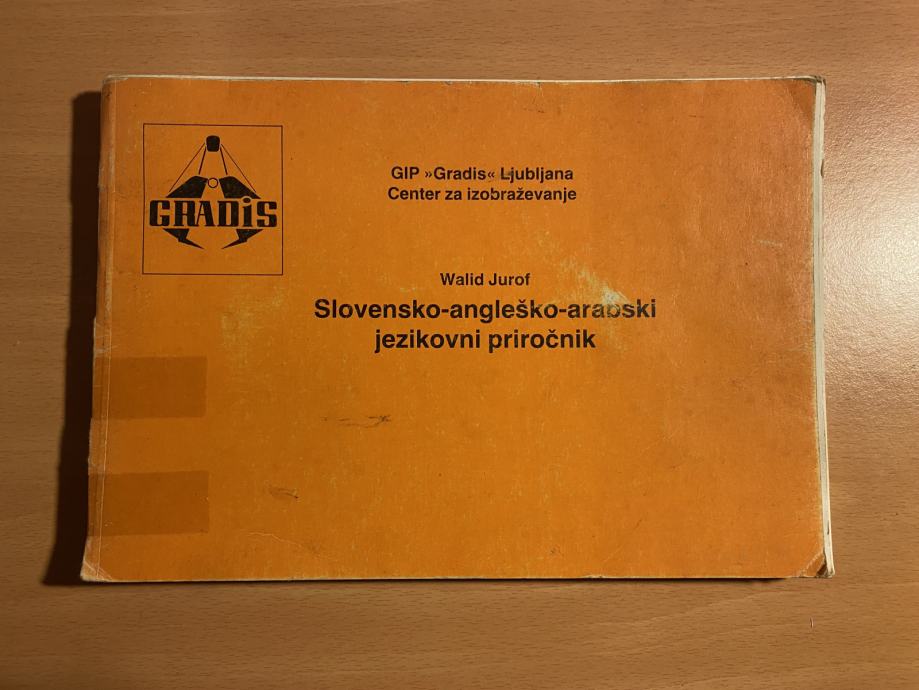 GRADiS
GIP »Gradis« Ljubljana
Center za izobraževanje
Walid Jurof
Slovensko-angleško-arabski
jezikovni priročnik